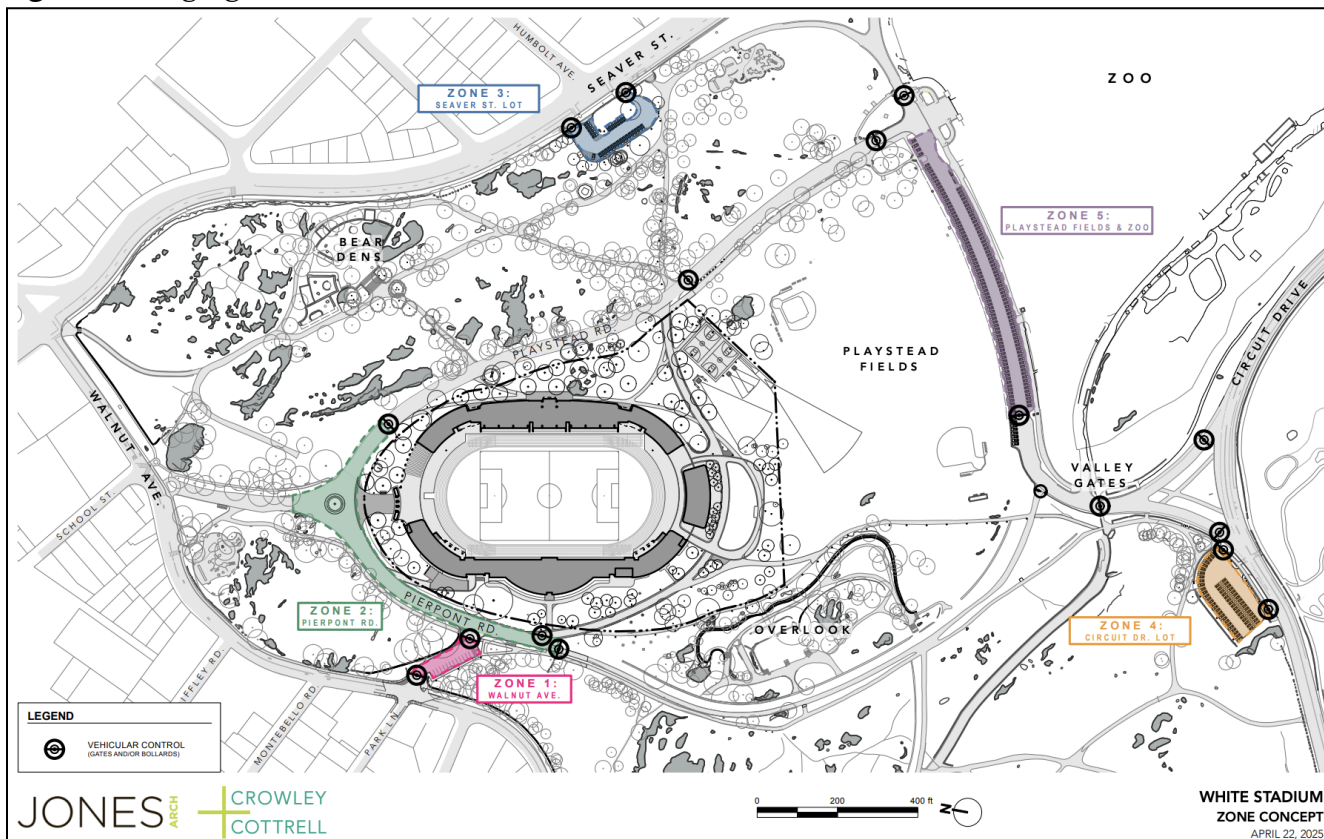 HUMBOLT AVE.
SEAVER ST.
ZOO
ZONE 3:
SEAVER ST. LOT
ZONE 5:
PLAYSTEAD FIELDS & ZOO
BEAR
DENS
PLAYSTEAD RD
PLAYSTEAD
FIELDS
CIRCUIT DRIVE
WALNUT AVE.
SCHOOL ST.
VALLEY
GATES
ZONE 2:
PIERPONT RD.
PIERPONT RD.
OVERLOOK
ZONE 4:
CIRCUIT DR. LOT
ZONE 1:
WALNUT AVE.
IFFLEY RD
MONTEBELLO RD
PARK LN
LEGEND
VEHICULAR CONTROL
(GATES AND/OR BOLLARDS)
JONES ARCH
CROWLEY
COTTRELL
0 200 400 ft
N
WHITE STADIUM
ZONE CONCEPT
APRIL 22, 2025